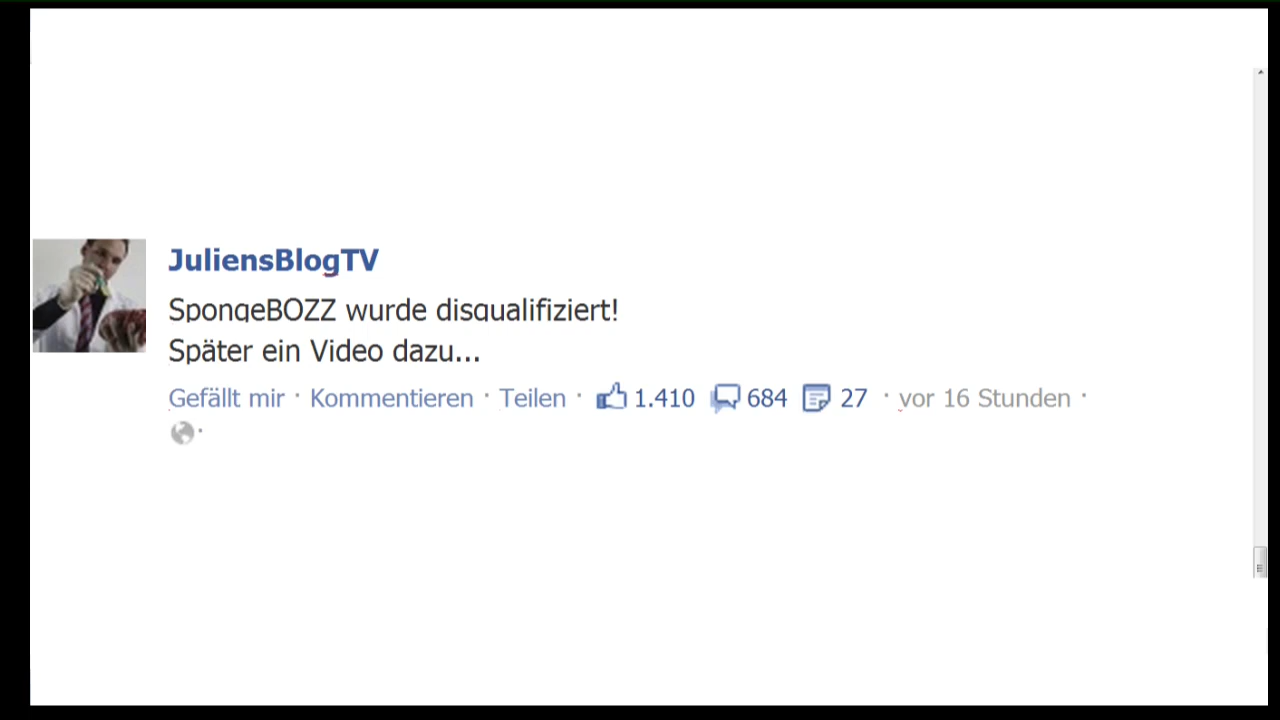 JuliensBlogTV
SpongeBOZZ wurde disqualifiziert!
Später ein Video dazu...
Gefällt mir · Kommentieren · Teilen · 1.410 684 27 · vor 16 Stunden ·
·